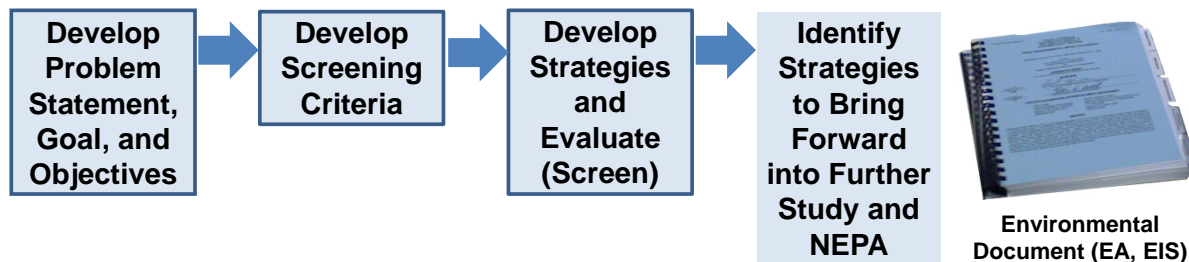 Develop
Problem
Statement,
Goal, and
Objectives
Develop
Screening
Criteria
Develop
Strategies
and
Evaluate
(Screen)
Identify
Strategies
to Bring
Forward
into Further
Study and
NEPA
Environmental
Document (EA, EIS)